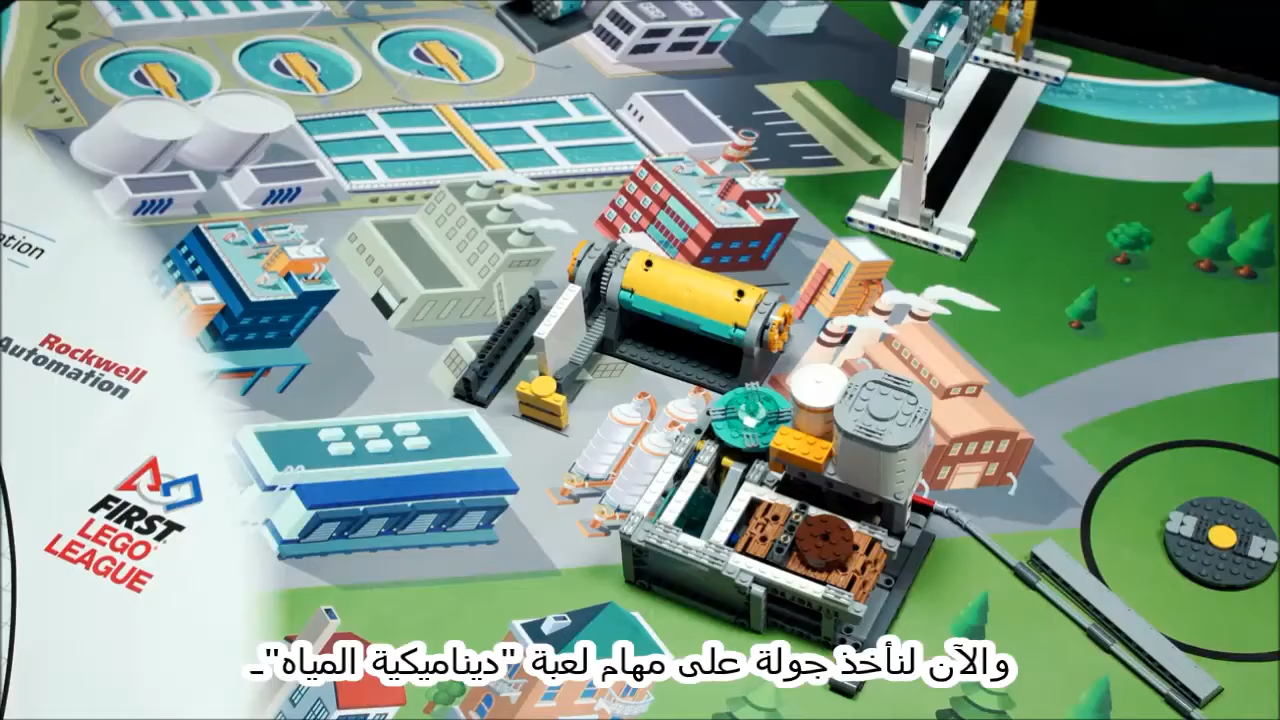 ation
Rockwell
Automation
FIRST
LEGO
LEAGUE
والآن لنأخذ جولة على مهام لعبة "ديناميكية المياه"ـ